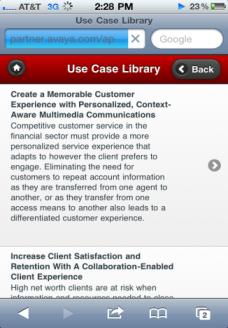 AT&T 3G 2:28 PM 23%
Use Case Library
partner.avaya.com/ap...
Google
Use Case Library Back
Create a Memorable Customer
Experience with Personalized, Context-
Aware Multimedia Communications
Competitive customer service in the
financial sector must provide a more
personalized service experience that
adapts to however the client prefers to
engage. Eliminating the need for
customers to repeat account information
as they are transferred from one agent to
another, or as they transfer from one
access means to another also leads to a
differentiated customer experience.
Increase Client Satisfaction and
Retention With A Collaboration-Enabled
Client Experience
High net worth clients are at risk when
information and resources needed to close
2